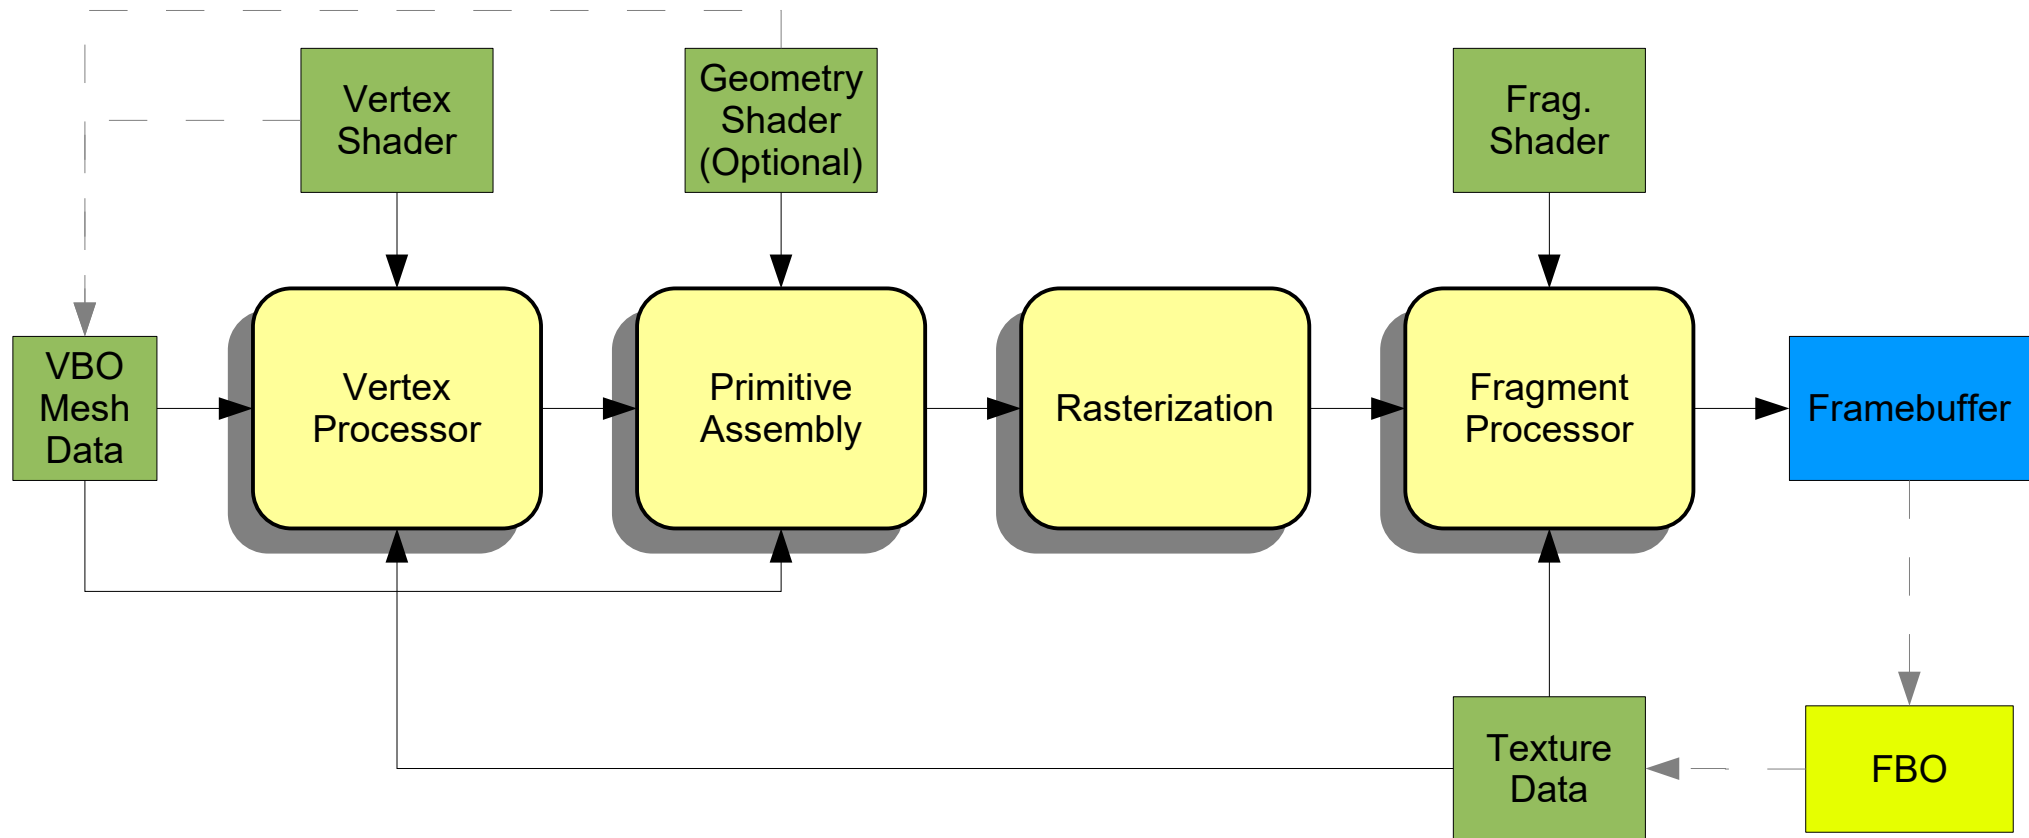 Vertex
Shader
Geometry
Shader
(Optional)
Frag.
Shader
VBO
Mesh
Data
Vertex
Processor
Primitive
Assembly
Rasterization
Fragment
Processor
Framebuffer
Texture
Data
FBO